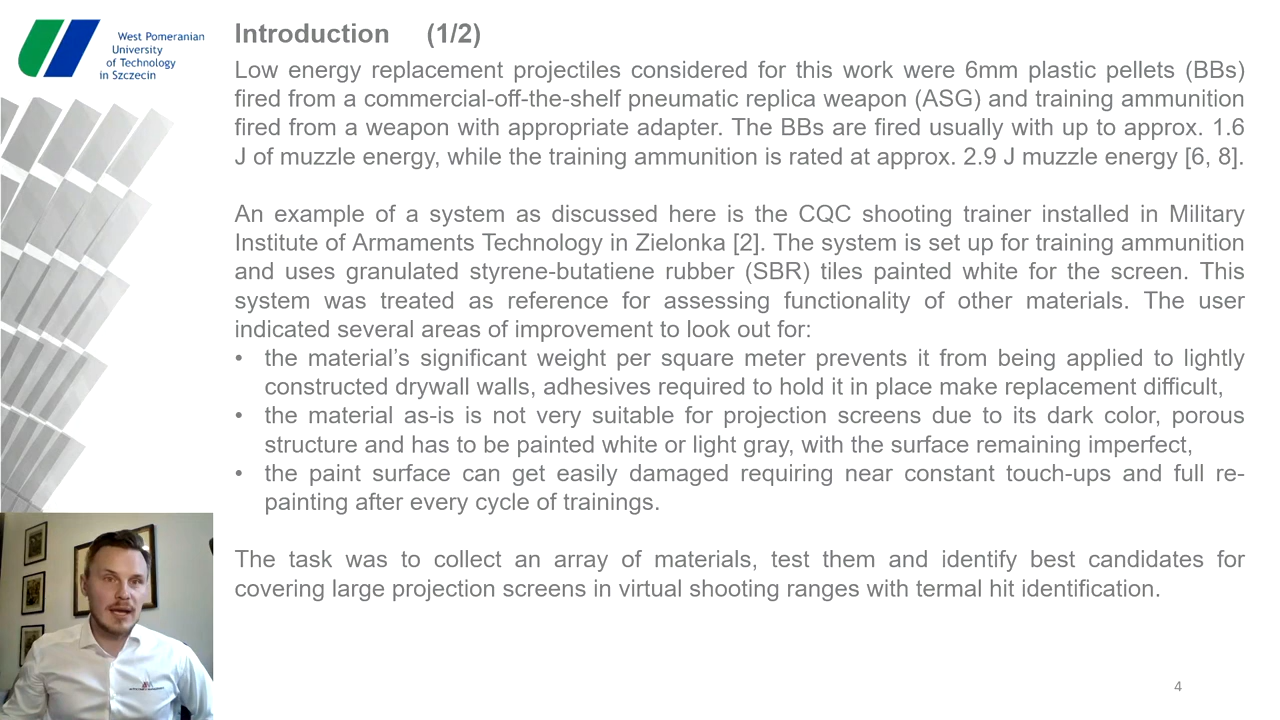 West Pomeranian
University
of Technology
in Szczecin
Introduction (1/2)
Low energy replacement projectiles considered for this work were 6mm plastic pellets (BBs)
fired from a commercial-off-the-shelf pneumatic replica weapon (ASG) and training ammunition
fired from a weapon with appropriate adapter. The BBs are fired usually with up to approx. 1.6
J of muzzle energy, while the training ammunition is rated at approx. 2.9 J muzzle energy [6, 8].
An example of a system as discussed here is the CQC shooting trainer installed in Military
Institute of Armaments Technology in Zielonka [2]. The system is set up for training ammunition
and uses granulated styrene-butatiene rubber (SBR) tiles painted white for the screen. This
system was treated as reference for assessing functionality of other materials. The user
indicated several areas of improvement to look out for:
• the material’s significant weight per square meter prevents it from being applied to lightly
constructed drywall walls, adhesives required to hold it in place make replacement difficult,
• the material as-is is not very suitable for projection screens due to its dark color, porous
structure and has to be painted white or light gray, with the surface remaining imperfect,
• the paint surface can get easily damaged requiring near constant touch-ups and full re-
painting after every cycle of trainings.
The task was to collect an array of materials, test them and identify best candidates for
covering large projection screens in virtual shooting ranges with termal hit identification.
4